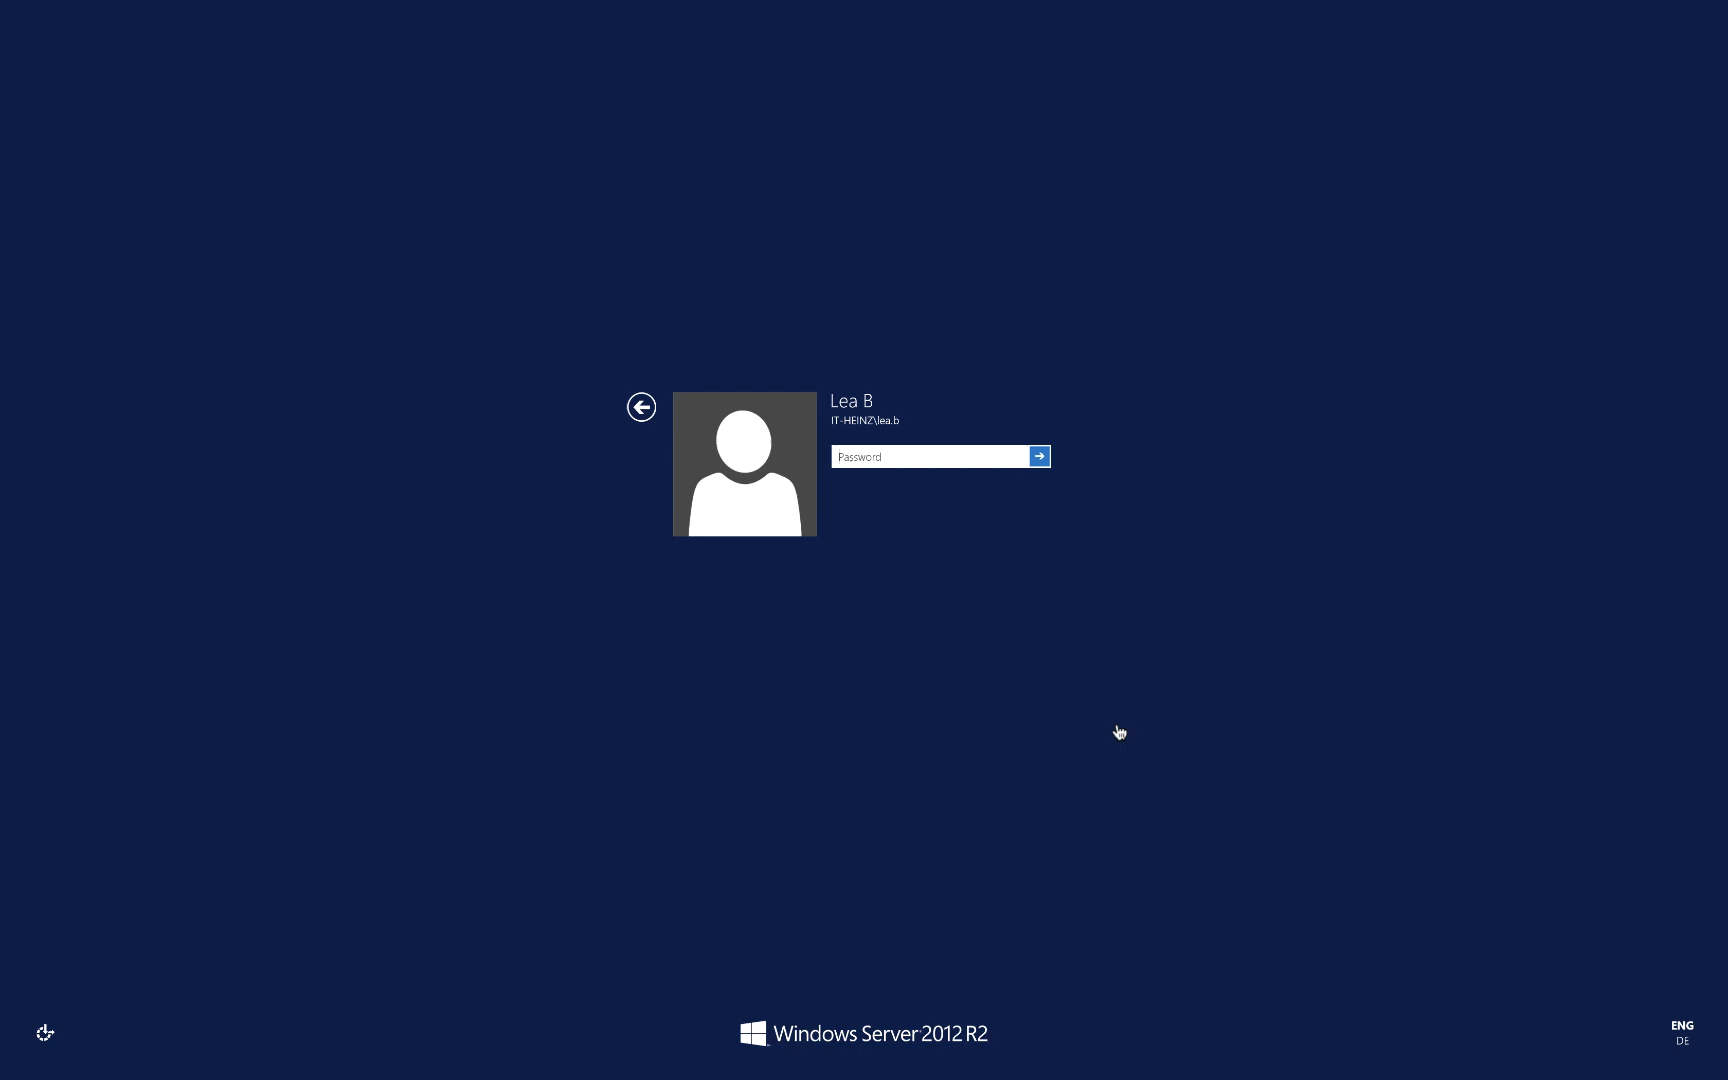 Lea B
IT-HEINZ\lea.b
Password
Windows Server 2012 R2
ENG
DE